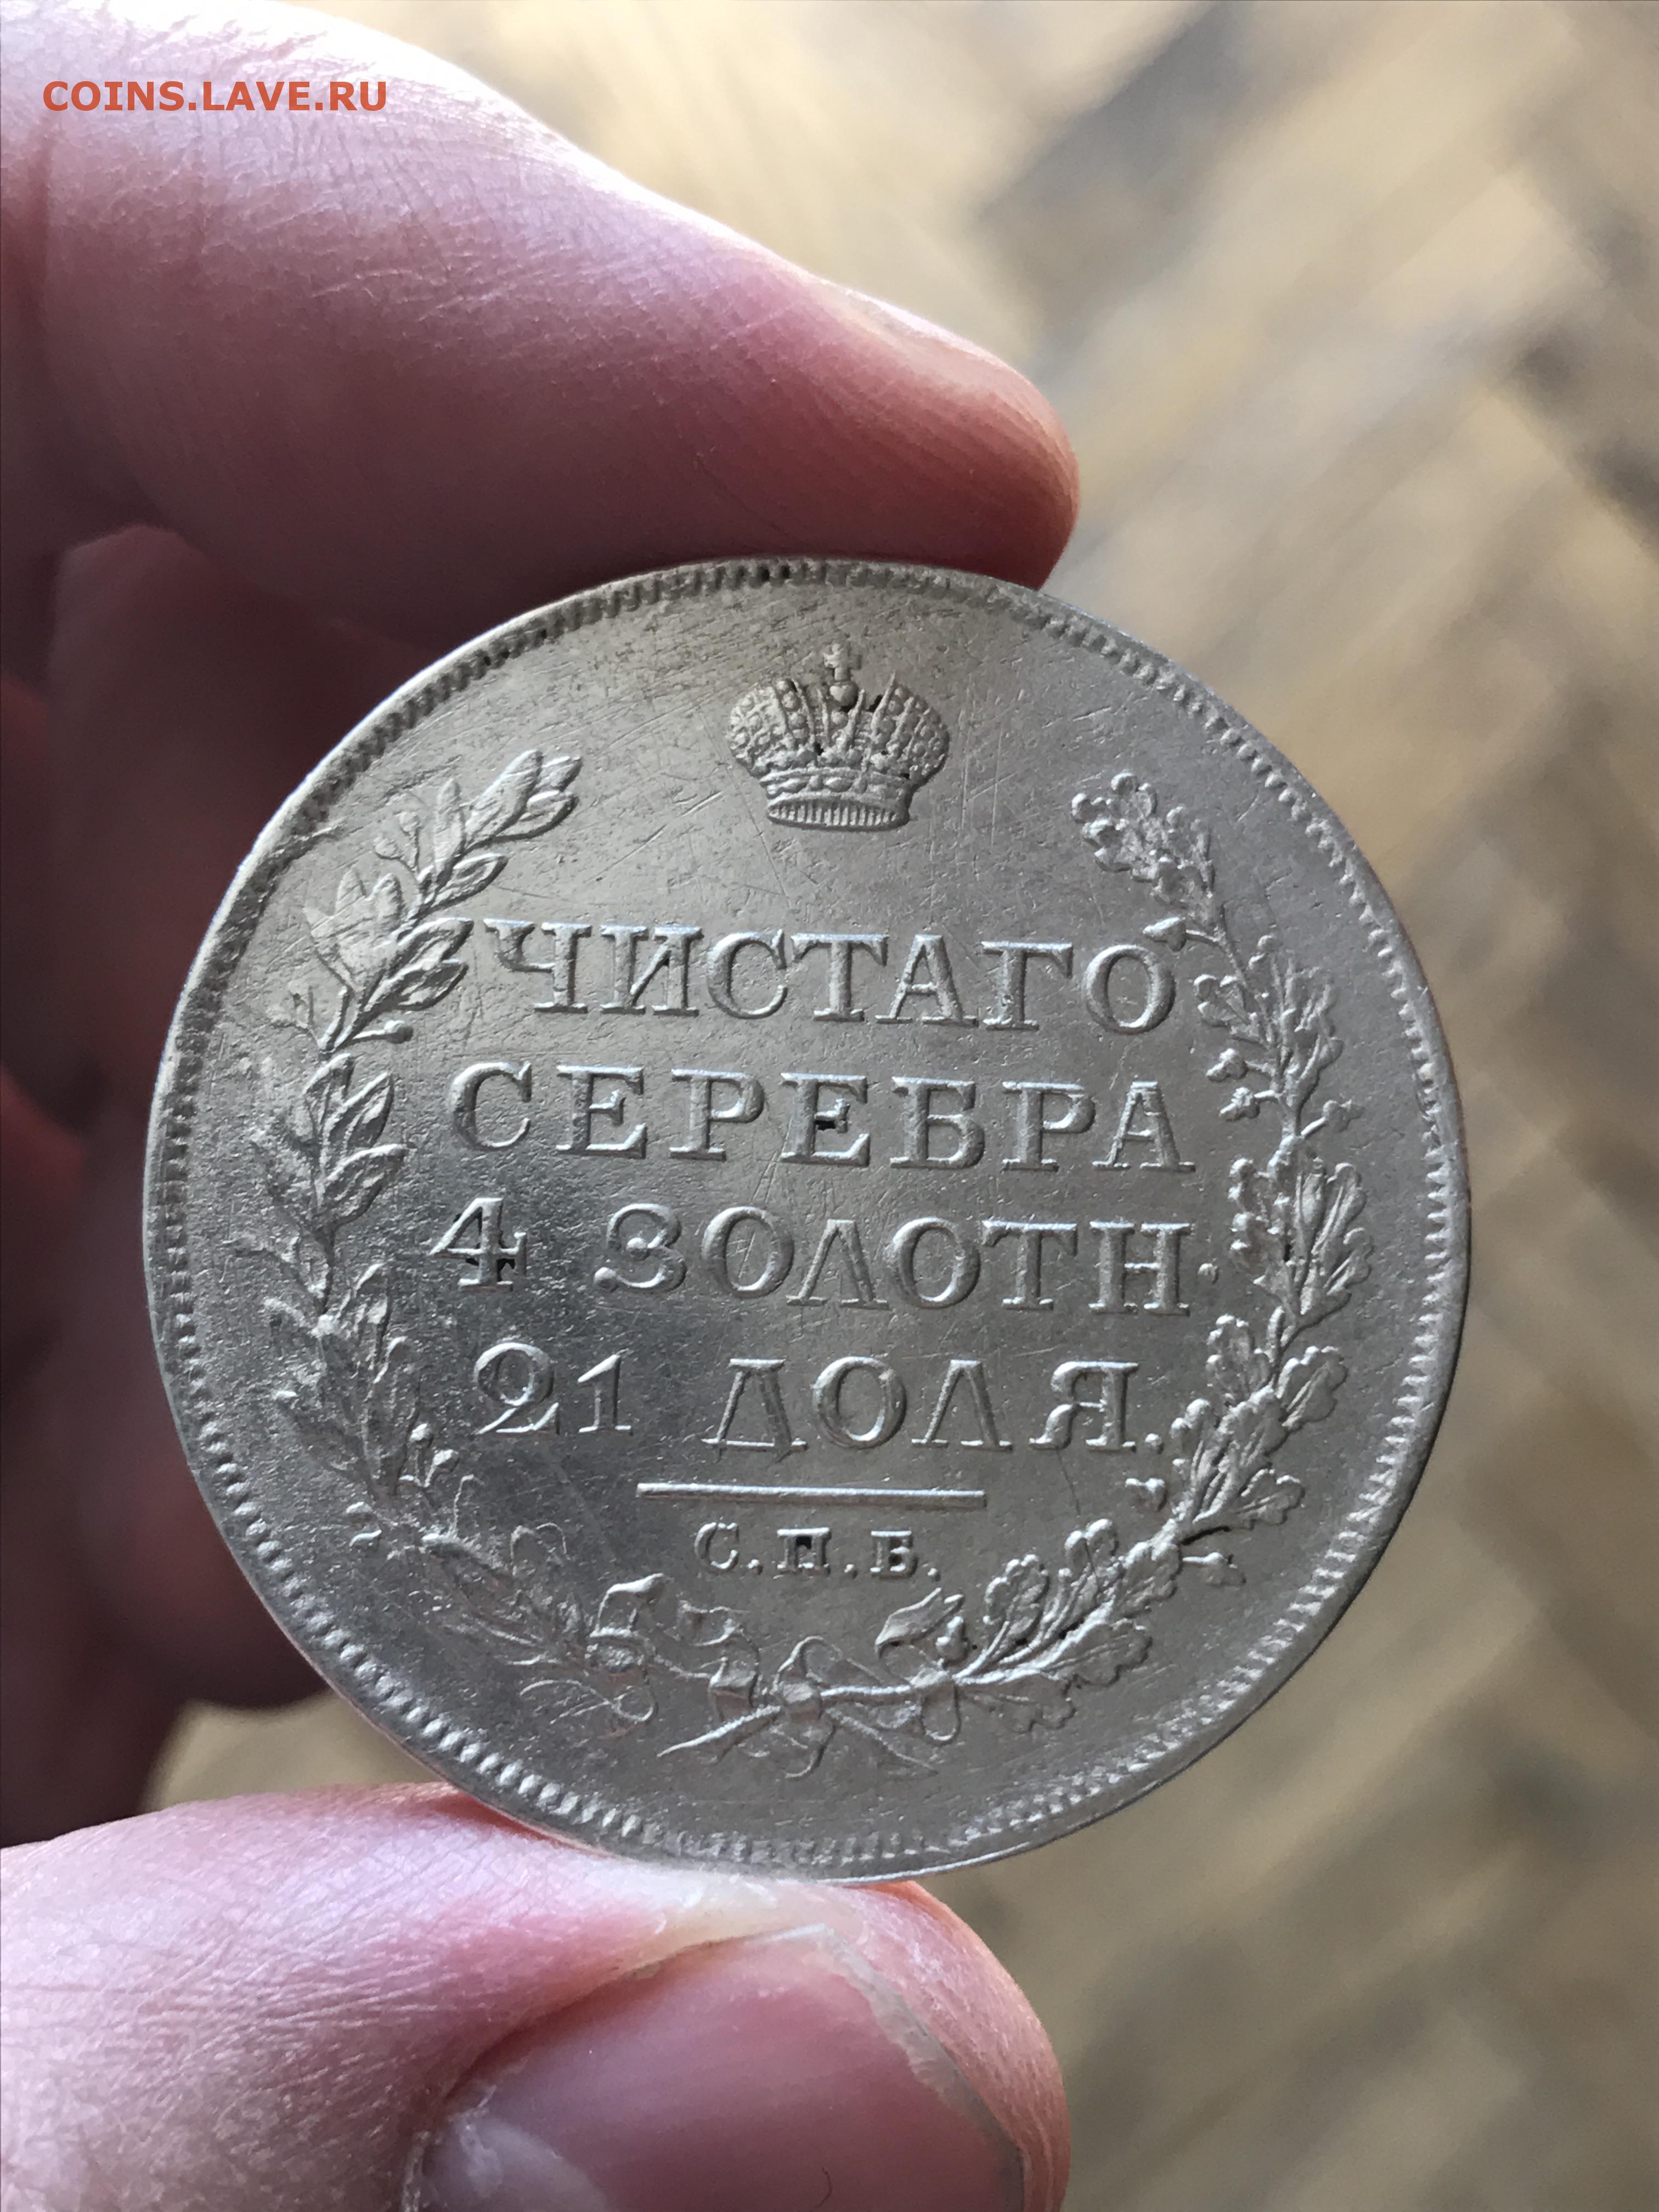 COINS.LAVE.RU
ЧИСТАГО
СЕРЕБРА
4 ЗОЛОТН.
21 ДОЛЯ.
С.П.Б.